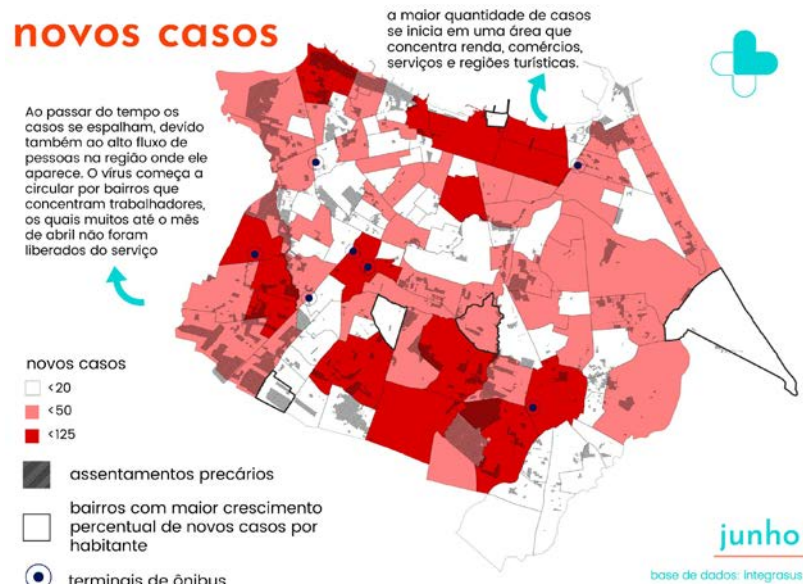 novos casos
a maior quantidade de casos
se inicia em uma área que
concentra renda, comércios,
serviços e regiões turísticas.
Ao passar do tempo os
casos se espalham, devido
também ao alto fluxo de
pessoas na região onde ele
aparece. O vírus começa a
circular por bairros que
concentram trabalhadores,
os quais muitos até o mês
de abril não foram
liberados do serviço
novos casos
<20
<50
<125
assentamentos precários
bairros com maior crescimento
percentual de novos casos por
habitante
terminais de ônibus
junho
base de dados: integrasus